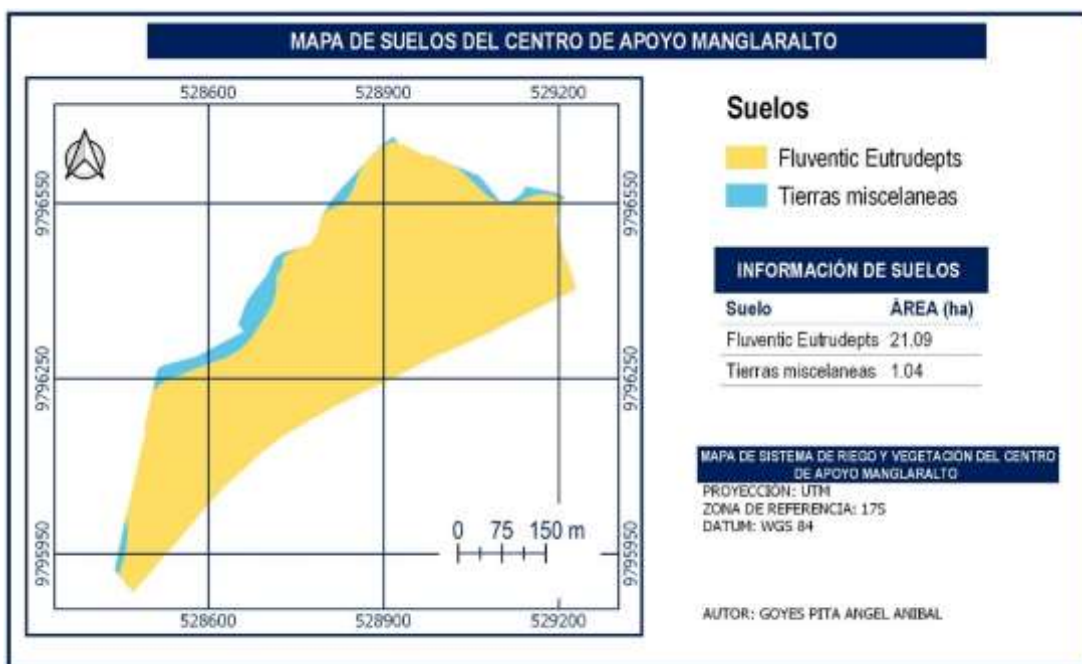 MAPA DE SUELOS DEL CENTRO DE APOYO MANGLARALTO
528600 528900 529200
9796550 9796550
9796250 9796250
9795950 9795950
0 75 150 m
528600 528900 529200
Suelos
Fluventic Eutrudepts
Tierras miscelaneas
INFORMACIÓN DE SUELOS
Suelo ÀREA (ha)
Fluventic Eutrudepts 21.09
Tierras miscelaneas 1.04
MAPA DE SISTEMA DE RIEGO Y VEGETACIÓN DEL CENTRO
DE APOYO MANGLARALTO
PROYECCIÓN: UTM
ZONA DE REFERENCIA: 17S
DATUM: WGS 84
AUTOR: GOYES PITA ANGEL ANIBAL